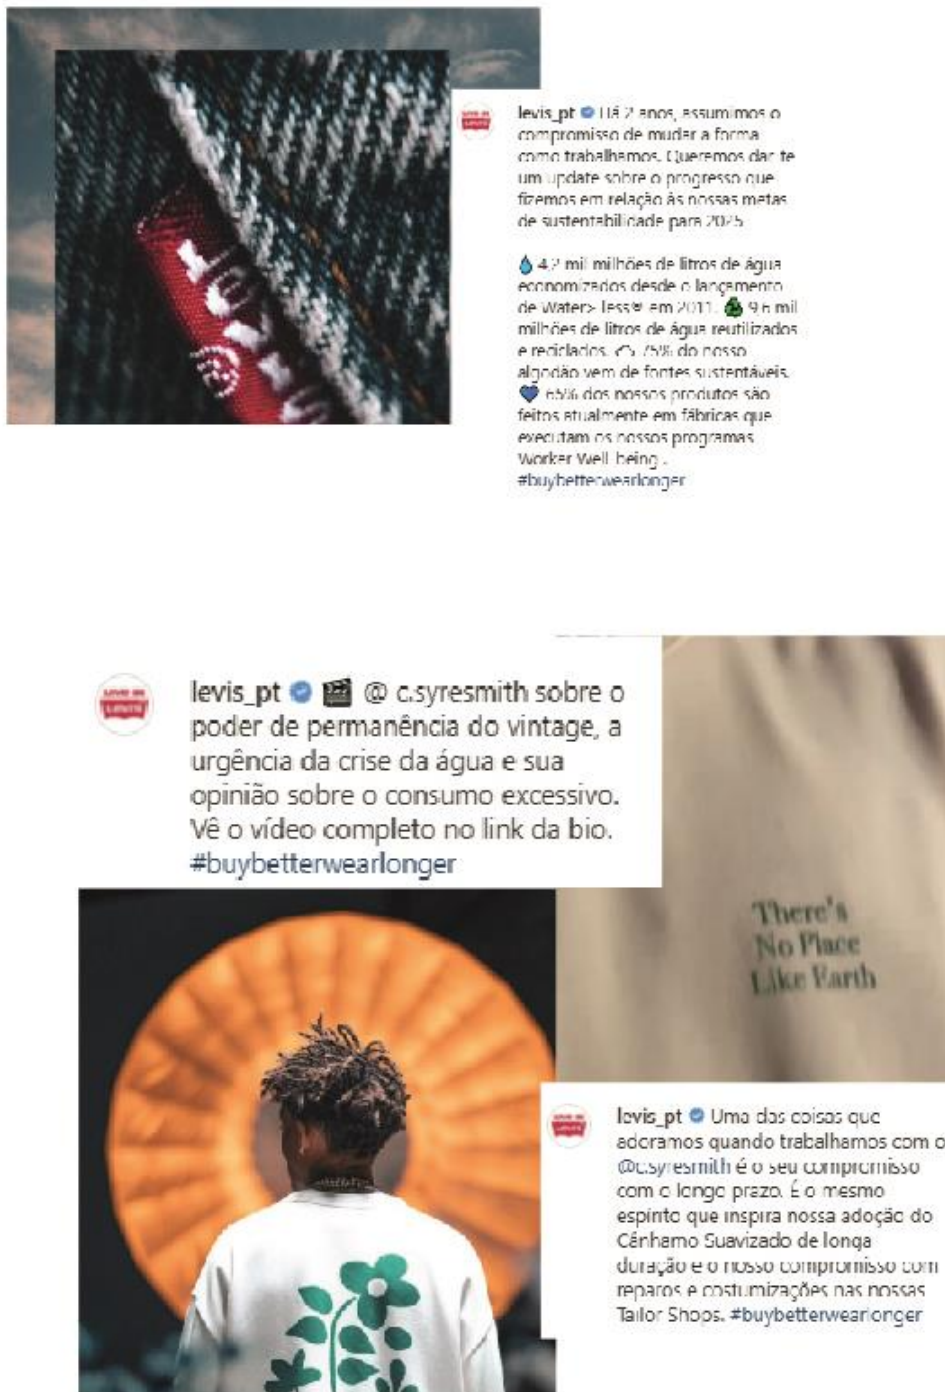 Levi's
levis_pt Há 2 anos, assumimos o
compromisso de mudar a forma
como trabalhamos. Queremos dar-te
um update sobre o progresso que
fizemos em relação às nossas metas
de sustentabilidade para 2025
4,2 mil milhões de litros de água
economizados desde o lançamento
de Water> less® em 2011. 9,6 mil
milhões de litros de água reutilizados
e reciclados. 75% do nosso
algodão vem de fontes sustentáveis.
65% dos nossos produtos são
feitos atualmente em fábricas que
executam os nossos programas
Worker Well-being .
#buybetterwearlonger
levis_pt @ c.syresmith sobre o
poder de permanência do vintage, a
urgência da crise da água e sua
opinião sobre o consumo excessivo.
Vê o vídeo completo no link da bio.
#buybetterwearlonger
There's
No Place
Like Earth
levis_pt Uma das coisas que
adoramos quando trabalhamos com o
@c.syresmith é o seu compromisso
com o longo prazo. É o mesmo
espírito que inspira nossa adoção do
Cânhamo Suavizado de longa
duração e o nosso compromisso com
reparos e costumizações nas nossas
Tailor Shops. #buybetterwearlonger